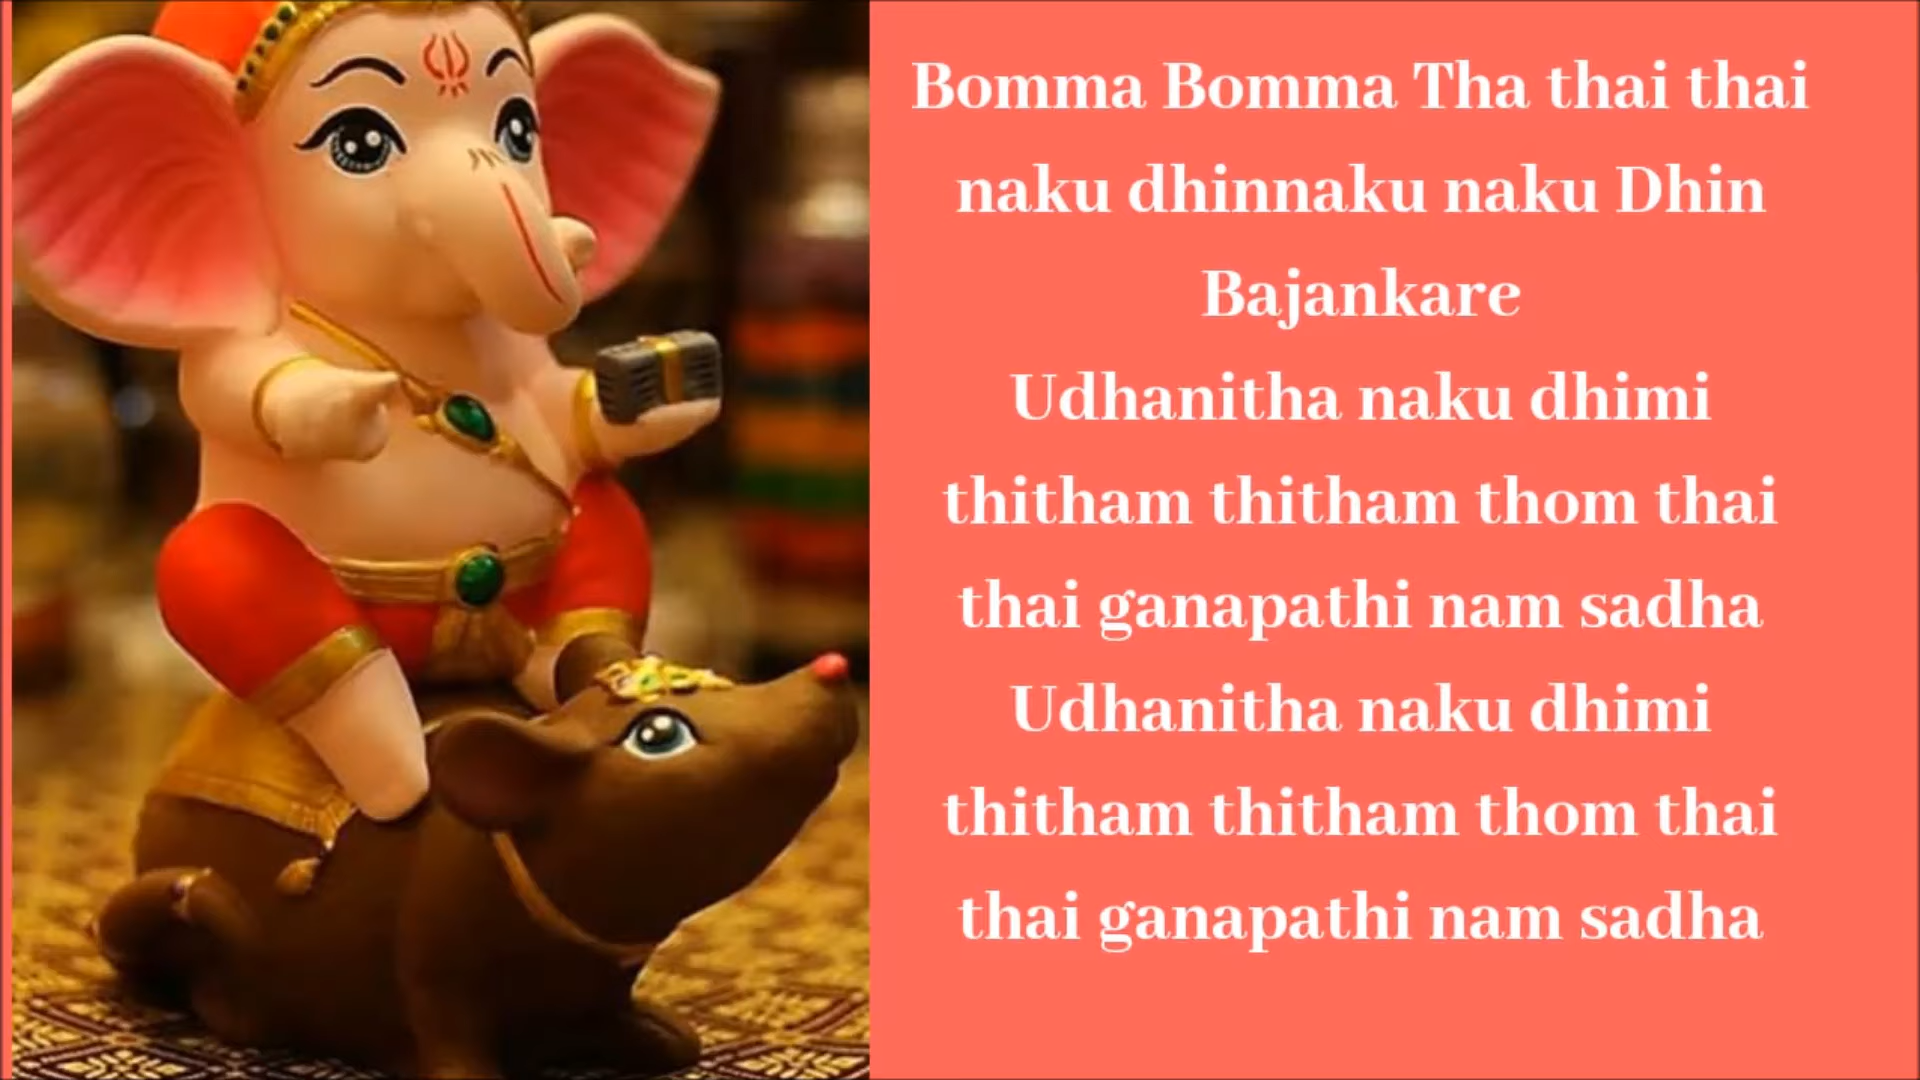 Bomma Bomma Tha thai thai
naku dhinnaku naku Dhin
Bajankare
Udhanitha naku dhimi
thitham thitham thom thai
thai ganapathi nam sadha
Udhanitha naku dhimi
thitham thitham thom thai
thai ganapathi nam sadha